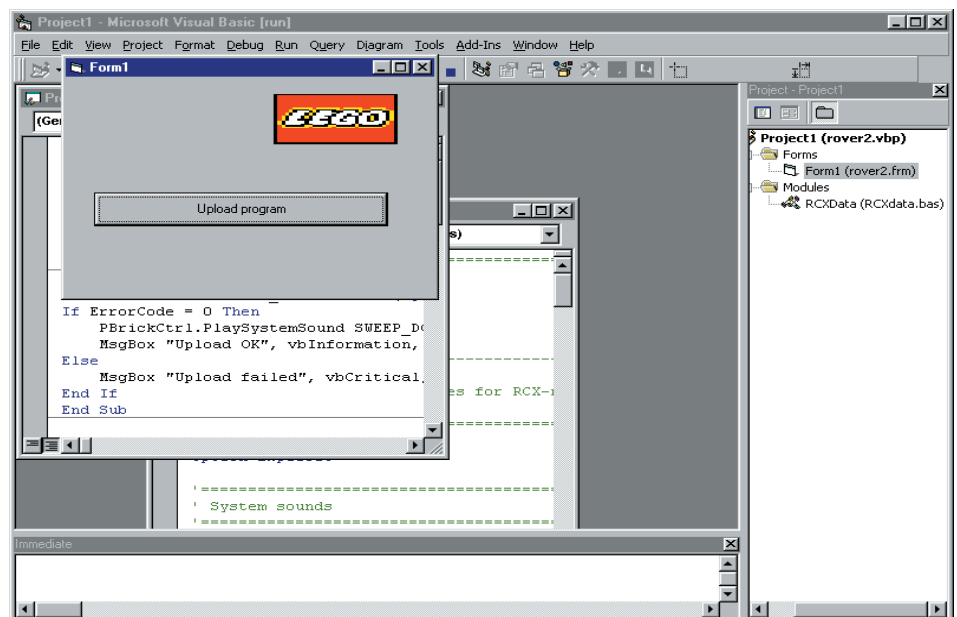 Project1 - Microsoft Visual Basic [run]
File Edit View Project Format Debug Run Query Diagram Tools Add-Ins Window Help
Form1
LEGO
Upload program
If ErrorCode = 0 Then
PBrickCtrl.PlaySystemSound SWEEP_DO
MsgBox "Upload OK", vbInformation,
Else
MsgBox "Upload failed", vbCritical,
End If
End Sub
s)
==============
--------------
es for RCX-
==============
'==================================
' System sounds
'==================================
Project - Project1
Project1 (rover2.vbp)
Forms
Form1 (rover2.frm)
Modules
RCXData (RCXdata.bas)
Immediate